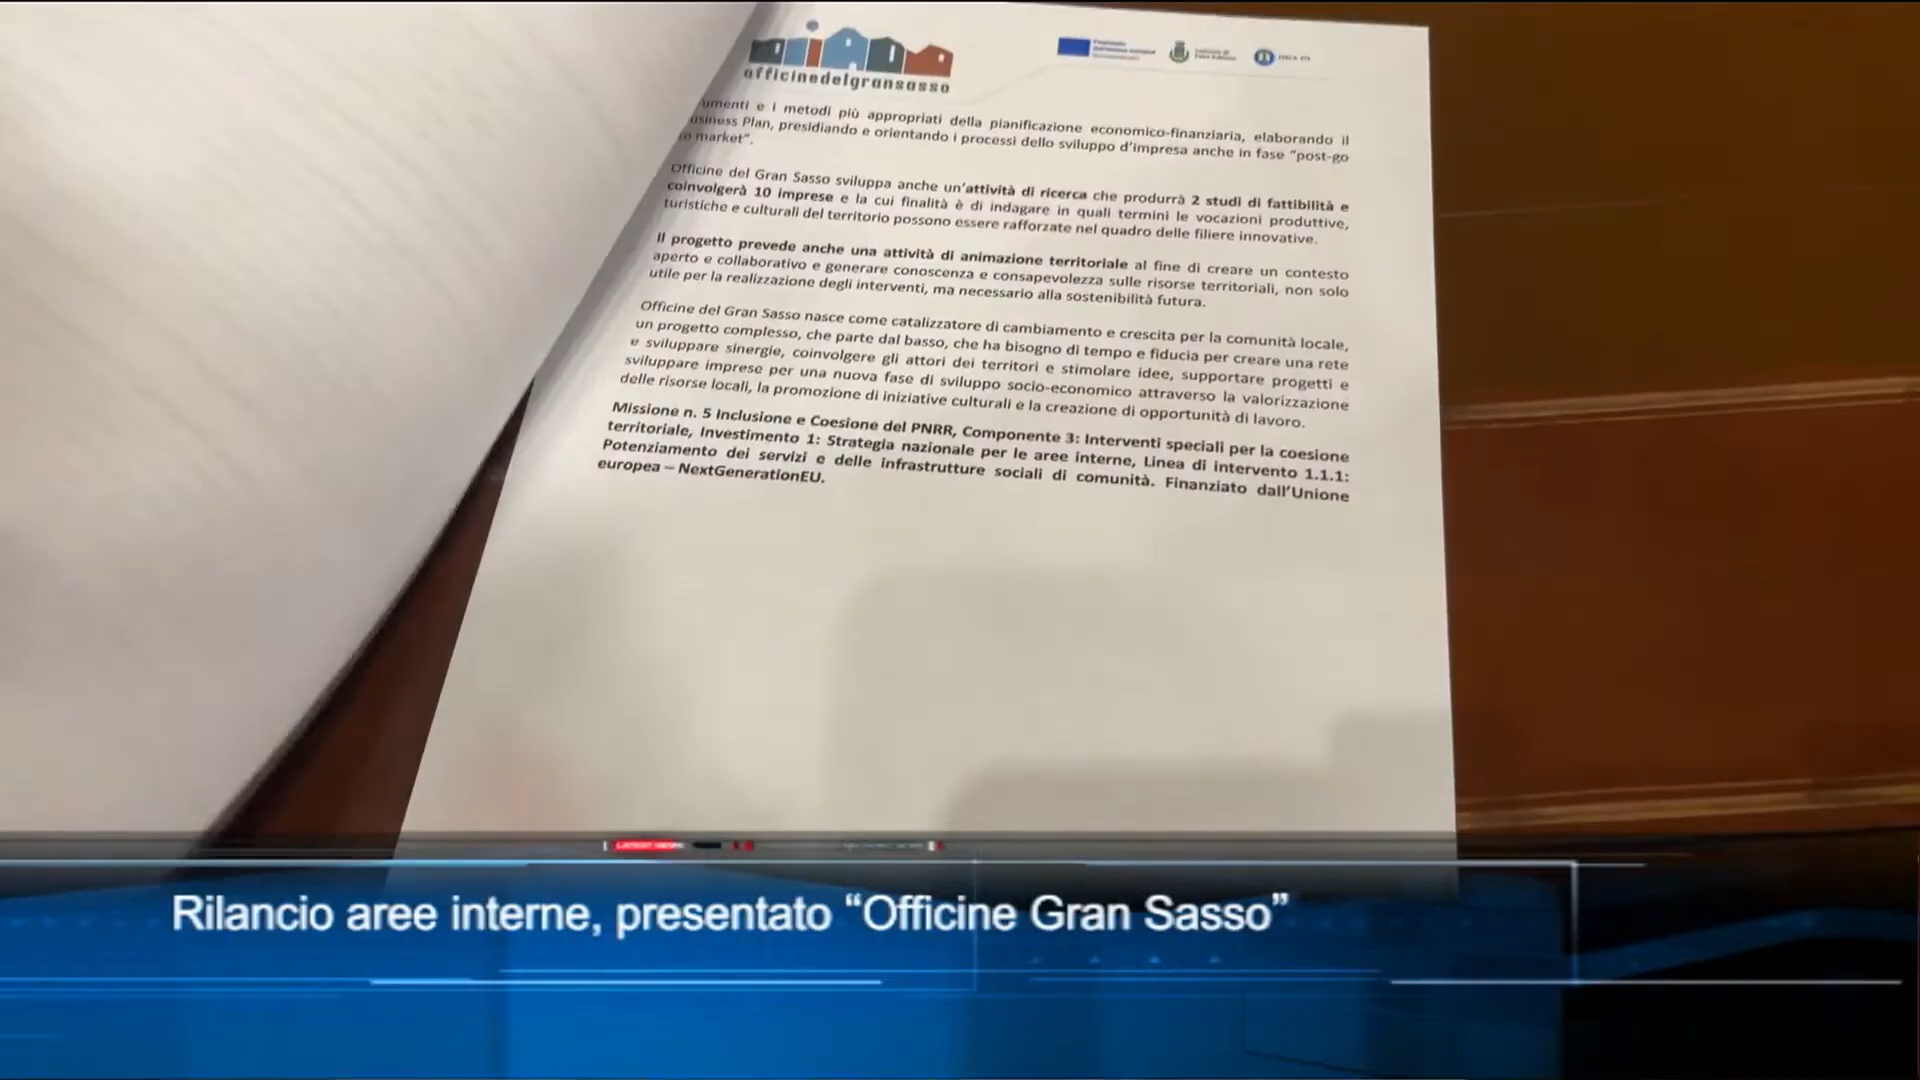 officinedelgransasso
umenti e i metodi più appropriati della pianificazione economico-finanziaria, elaborando il
usiness Plan, presidiando e orientando i processi dello sviluppo d'impresa anche in fase "post-go
o market".
Officine del Gran Sasso sviluppa anche un'attività di ricerca che produrrà 2 studi di fattibilità e
coinvolgerà 10 imprese e la cui finalità è di indagare in quali termini le vocazioni produttive,
turistiche e culturali del territorio possono essere rafforzate nel quadro delle filiere innovative.
Il progetto prevede anche una attività di animazione territoriale al fine di creare un contesto
aperto e collaborativo e generare conoscenza e consapevolezza sulle risorse territoriali, non solo
utile per la realizzazione degli interventi, ma necessario alla sostenibilità futura.
Officine del Gran Sasso nasce come catalizzatore di cambiamento e crescita per la comunità locale,
un progetto complesso, che parte dal basso, che ha bisogno di tempo e fiducia per creare una rete
e sviluppare sinergie, coinvolgere gli attori dei territori e stimolare idee, supportare progetti e
sviluppare imprese per una nuova fase di sviluppo socio-economico attraverso la valorizzazione
delle risorse locali, la promozione di iniziative culturali e la creazione di opportunità di lavoro.
Missione n. 5 Inclusione e Coesione del PNRR, Componente 3: Interventi speciali per la coesione
territoriale, Investimento 1: Strategia nazionale per le aree interne, Linea di intervento 1.1.1:
Potenziamento dei servizi e delle infrastrutture sociali di comunità. Finanziato dall'Unione
europea – NextGenerationEU.
LATEST NEWS
Rilancio aree interne, presentato “Officine Gran Sasso”